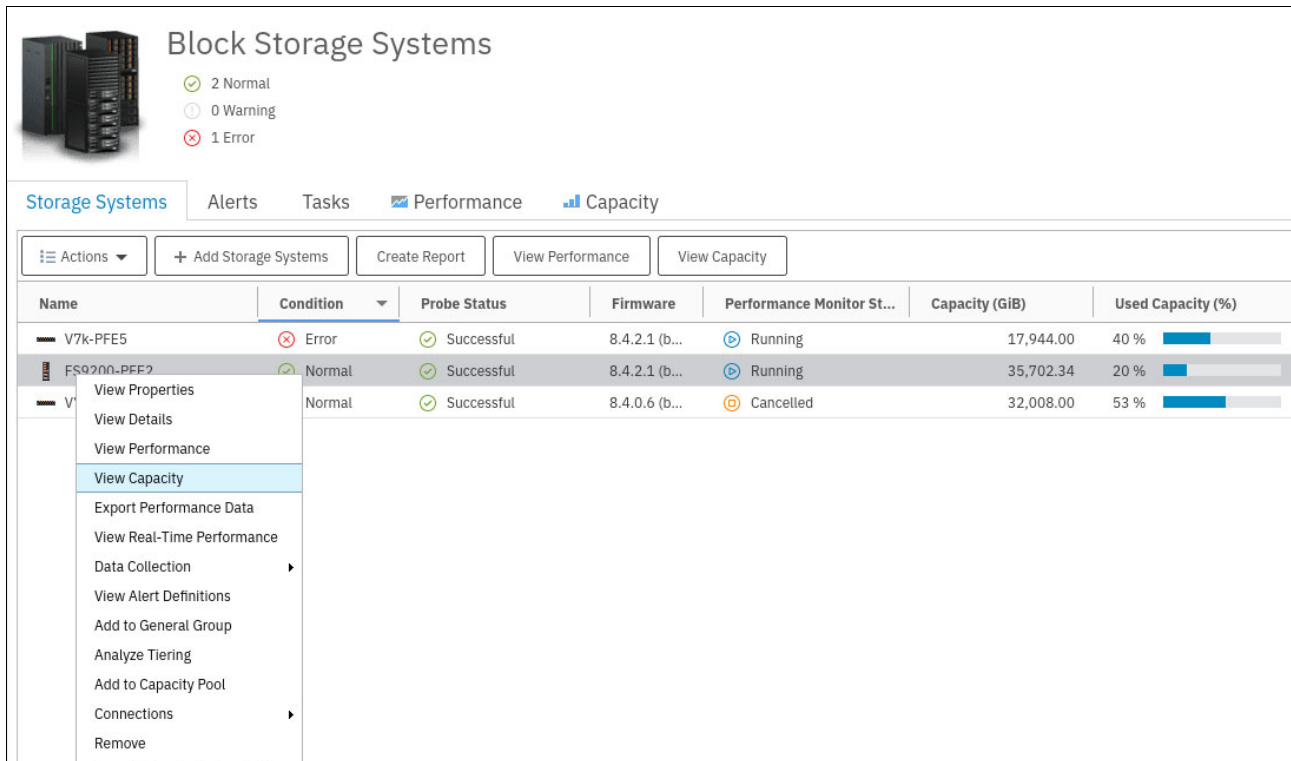 Block Storage Systems
2 Normal
0 Warning
1 Error
Storage Systems Alerts Tasks Performance Capacity
Actions + Add Storage Systems Create Report View Performance View Capacity
Name Condition Probe Status Firmware Performance Monitor St... Capacity (GiB) Used Capacity (%)
V7k-PFE5 Error Successful 8.4.2.1 (b... Running 17,944.00 40 %
FS9200-PFE2 Normal Successful 8.4.2.1 (b... Running 35,702.34 20 %
Normal Successful 8.4.0.6 (b... Cancelled 32,008.00 53 %
View Properties
View Details
View Performance
View Capacity
Export Performance Data
View Real-Time Performance
Data Collection
View Alert Definitions
Add to General Group
Analyze Tiering
Add to Capacity Pool
Connections
Remove